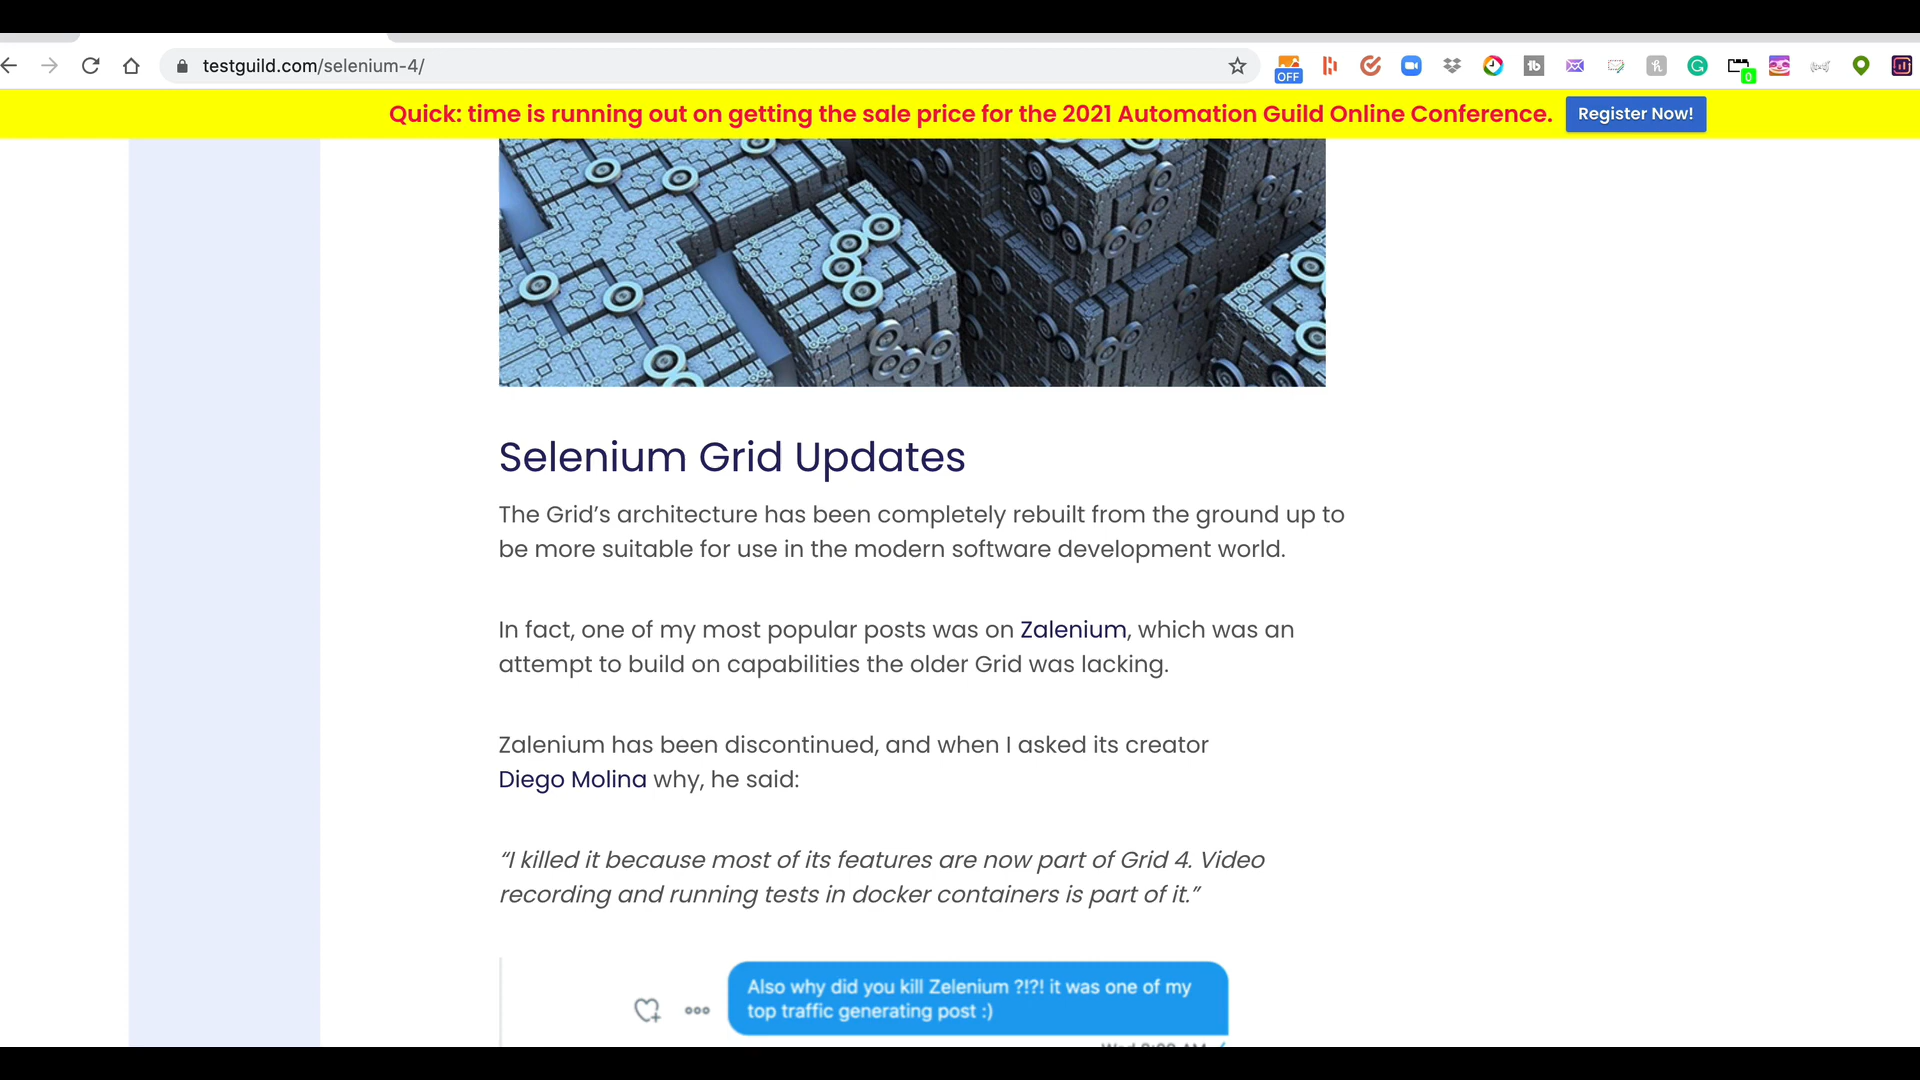 testguild.com/selenium-4/
OFF
0
Quick: time is running out on getting the sale price for the 2021 Automation Guild Online Conference.
Register Now!
Selenium Grid Updates
The Grid’s architecture has been completely rebuilt from the ground up to
be more suitable for use in the modern software development world.
In fact, one of my most popular posts was on Zalenium, which was an
attempt to build on capabilities the older Grid was lacking.
Zalenium has been discontinued, and when I asked its creator
Diego Molina why, he said:
“I killed it because most of its features are now part of Grid 4. Video
recording and running tests in docker containers is part of it.”
Also why did you kill Zelenium ?!?! it was one of my
top traffic generating post :)